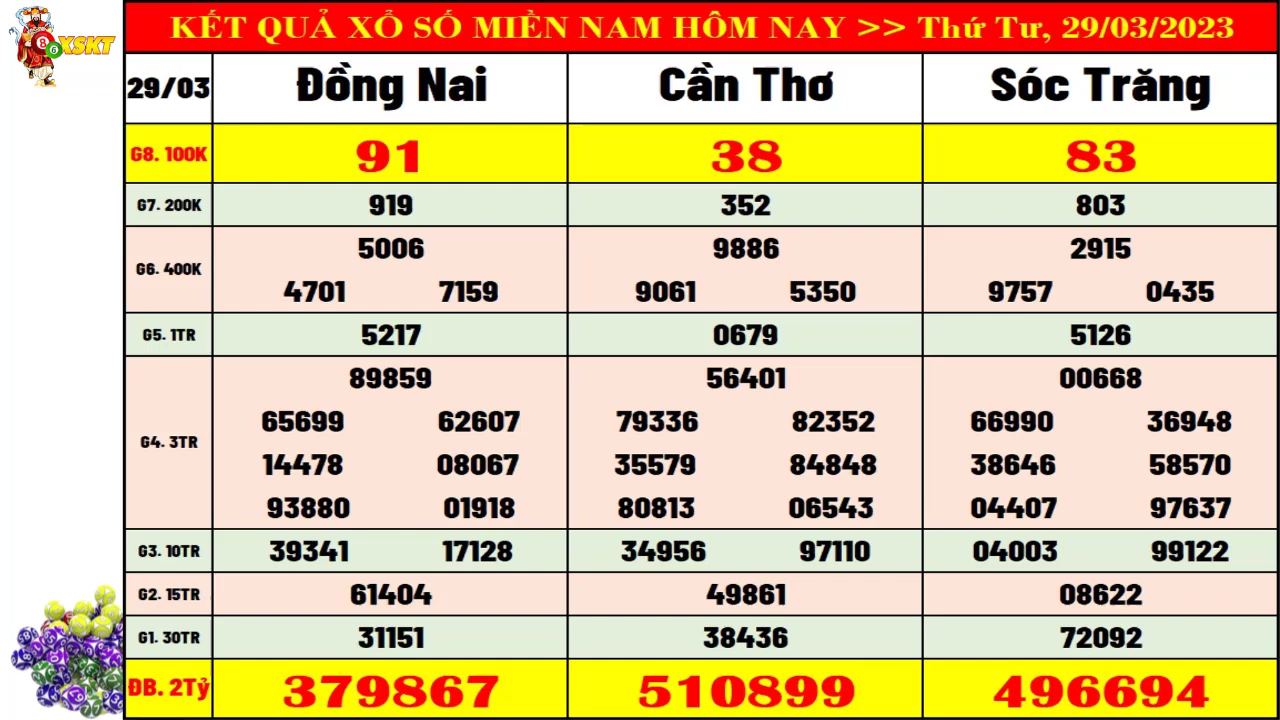 XSKT
KẾT QUẢ XỔ SỐ MIỀN NAM HÔM NAY >> Thứ Tư, 29/03/2023
29/03 Đồng Nai Cần Thơ Sóc Trăng
G8. 100K 91 38 83
G7. 200K 919 352 803
5006 9886 2915
G6. 400K
4701 7159 9061 5350 9757 0435
G5. 1TR 5217 0679 5126
89859 56401 00668
65699 62607 79336 82352 66990 36948
G4. 3TR
14478 08067 35579 84848 38646 58570
93880 01918 80813 06543 04407 97637
G3. 10TR 39341 17128 34956 97110 04003 99122
G2. 15TR 61404 49861 08622
G1. 30TR 31151 38436 72092
ĐB. 2Tỷ 379867 510899 496694